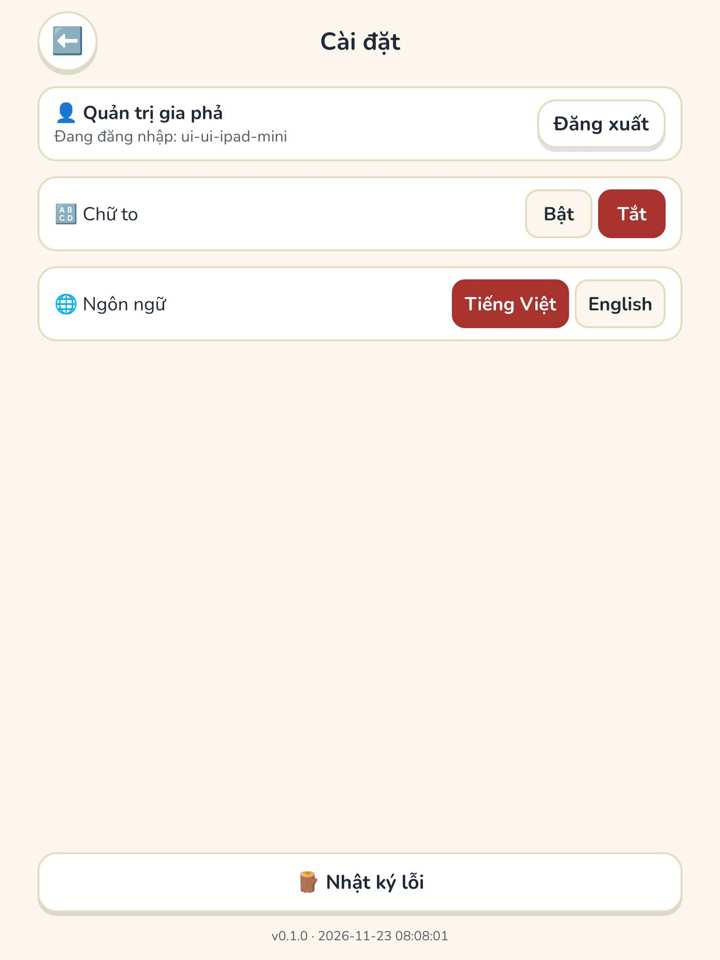 Cài đặt
Quản trị gia phả
Đang đăng nhập: ui-ui-ipad-mini
Đăng xuất
Chữ to
Bật
Tắt
Ngôn ngữ
Tiếng Việt
English
Nhật ký lỗi
v0.1.0 · 2026-11-23 08:08:01